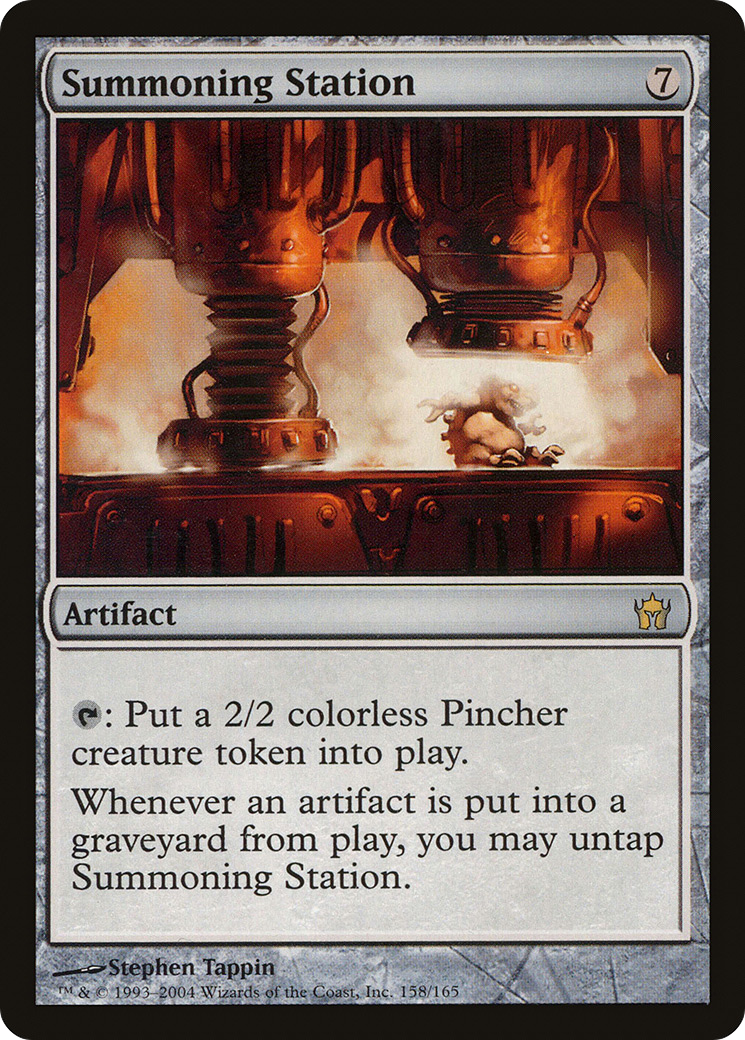 Summoning Station 7
Artifact
: Put a 2/2 colorless Pincher
creature token into play.
Whenever an artifact is put into a
graveyard from play, you may untap
Summoning Station.
Stephen Tappin
™ & © 1993–2004 Wizards of the Coast, Inc. 158/165